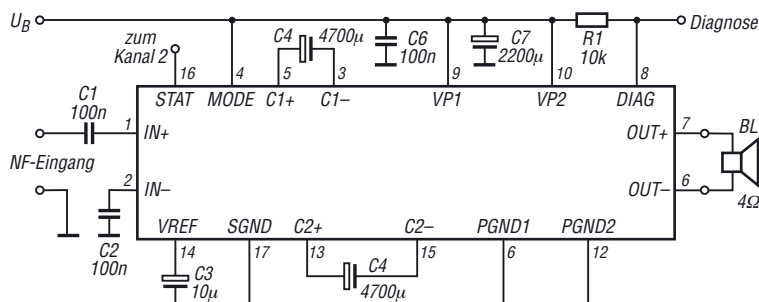 U_B
zum
Kanal 2
C4
4700µ
C6
100n
C7
2200µ
R1
10k
Diagnose
16
4
5
3
9
10
8
STAT
MODE
C1+
C1–
VP1
VP2
DIAG
C1
100n
1
IN+
OUT+
7
BL
NF-Eingang
2
IN–
OUT–
6
4Ω
C2
100n
VREF
SGND
C2+
C2–
PGND1
PGND2
14
17
13
15
6
12
C3
10µ
C4
4700µ